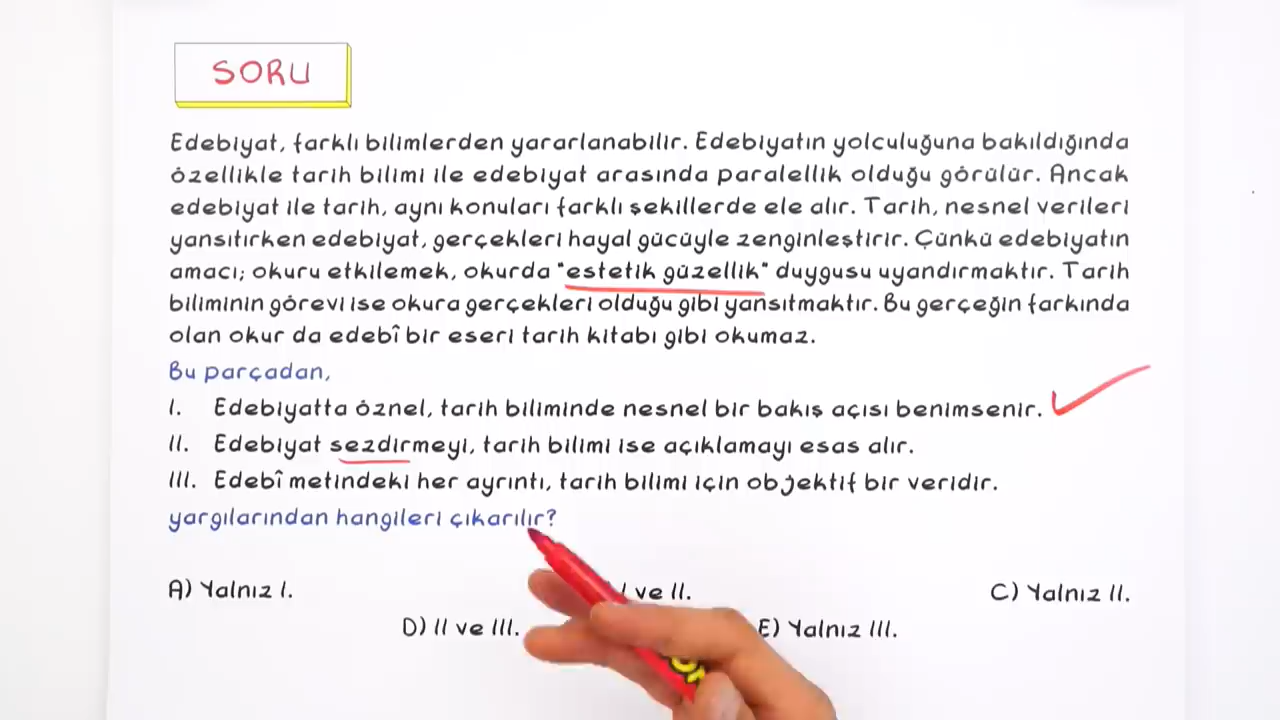 SORU
Edebiyat, farklı bilimlerden yararlanabilir. Edebiyatın yolculuğuna bakıldığında
özellikle tarih bilimi ile edebiyat arasında paralellik olduğu görülür. Ancak
edebiyat ile tarih, aynı konuları farklı şekillerde ele alır. Tarih, nesnel verileri
yansıtırken edebiyat, gerçekleri hayal gücüyle zenginleştirir. Çünkü edebiyatın
amacı; okuru etkilemek, okurda "estetik güzellik" duygusu uyandırmaktır. Tarih
biliminin görevi ise okura gerçekleri olduğu gibi yansıtmaktır. Bu gerçeğin farkında
olan okur da edebî bir eseri tarih kitabı gibi okumaz.
Bu parçadan,
I. Edebiyatta öznel, tarih biliminde nesnel bir bakış açısı benimsenir.
II. Edebiyat sezdirmeyi, tarih bilimi ise açıklamayı esas alır.
III. Edebî metindeki her ayrıntı, tarih bilimi için objektif bir veridir.
yargılarından hangileri çıkarılır?
A) Yalnız I. I ve II. C) Yalnız II.
D) II ve III. E) Yalnız III.